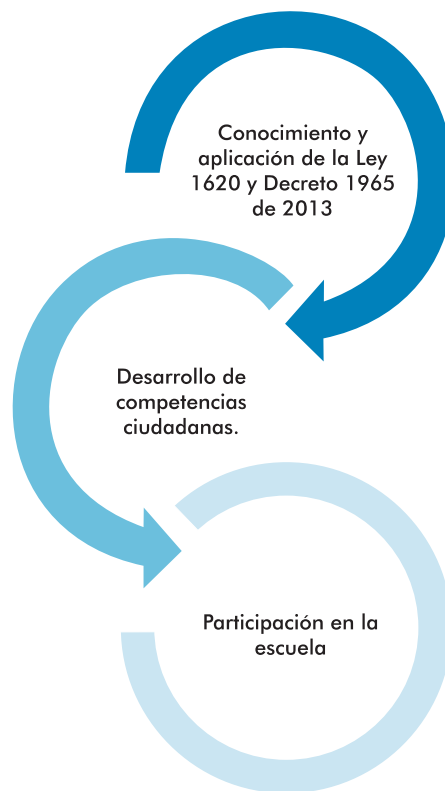 Conocimiento y
aplicación de la Ley
1620 y Decreto 1965
de 2013
Desarrollo de
competencias
ciudadanas.
Participación en la
escuela